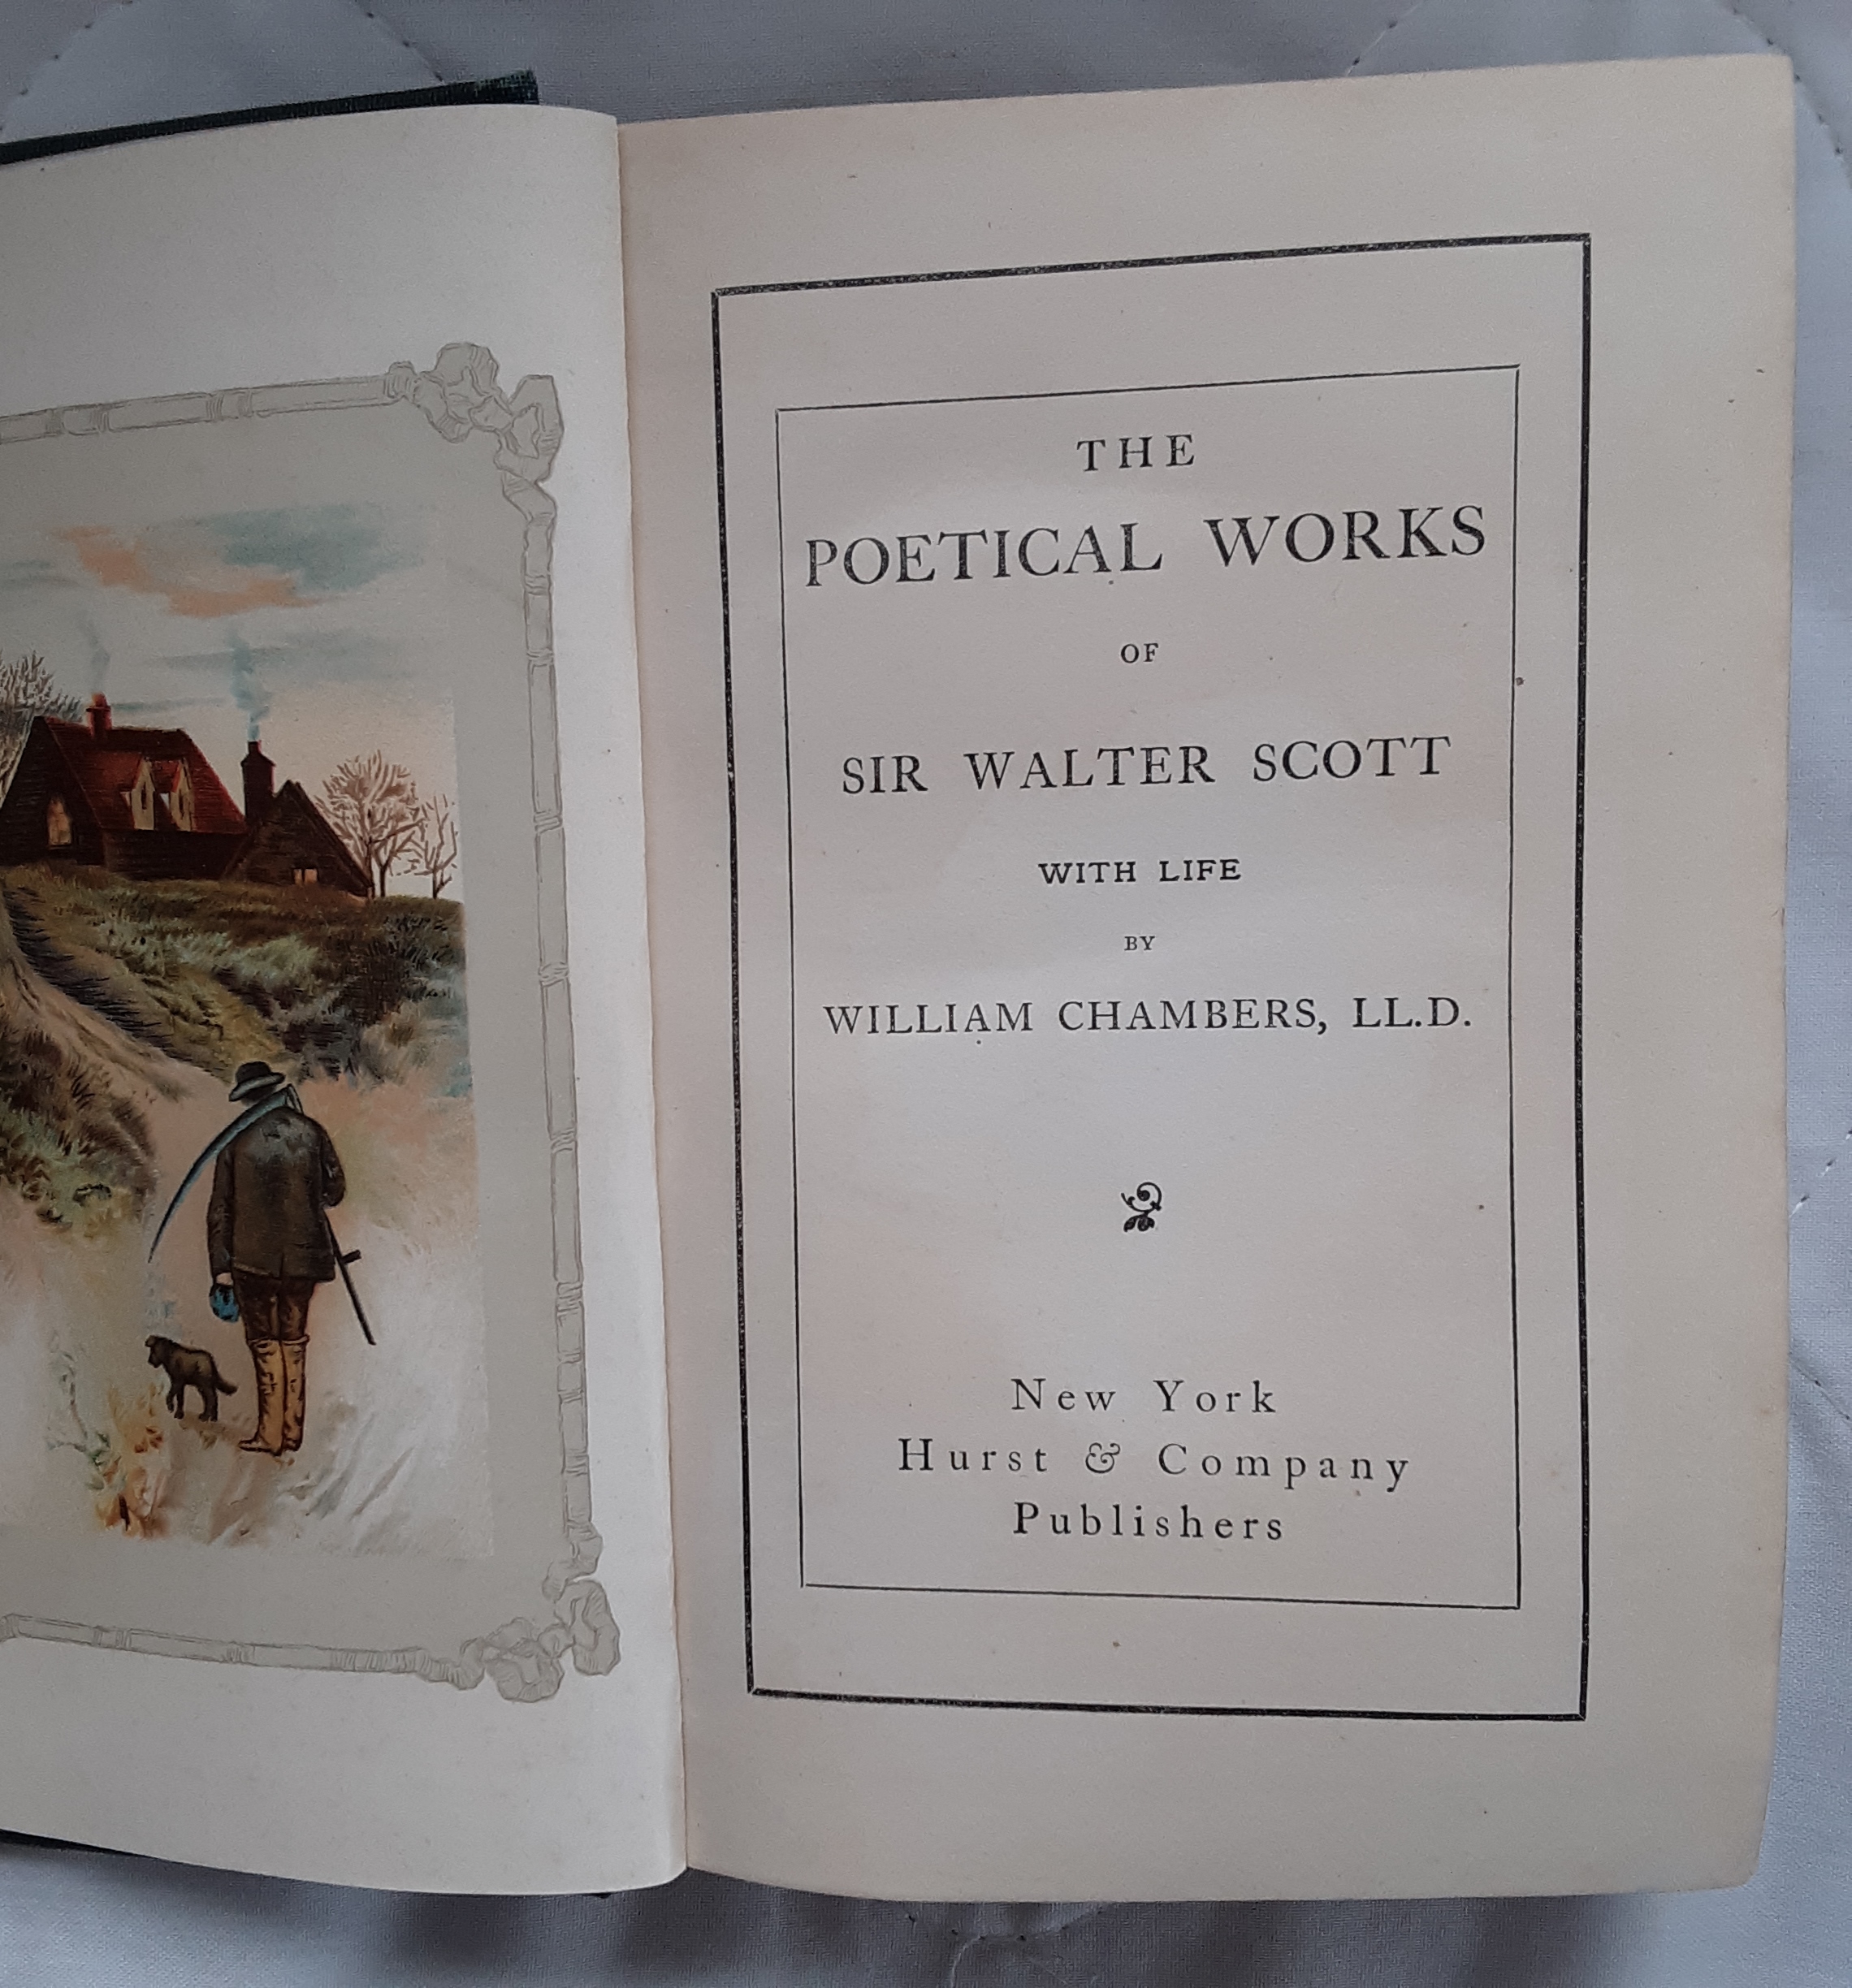 THE
POETICAL WORKS
OF
SIR WALTER SCOTT
WITH LIFE
BY
WILLIAM CHAMBERS, LL.D.
New York
Hurst & Company
Publishers